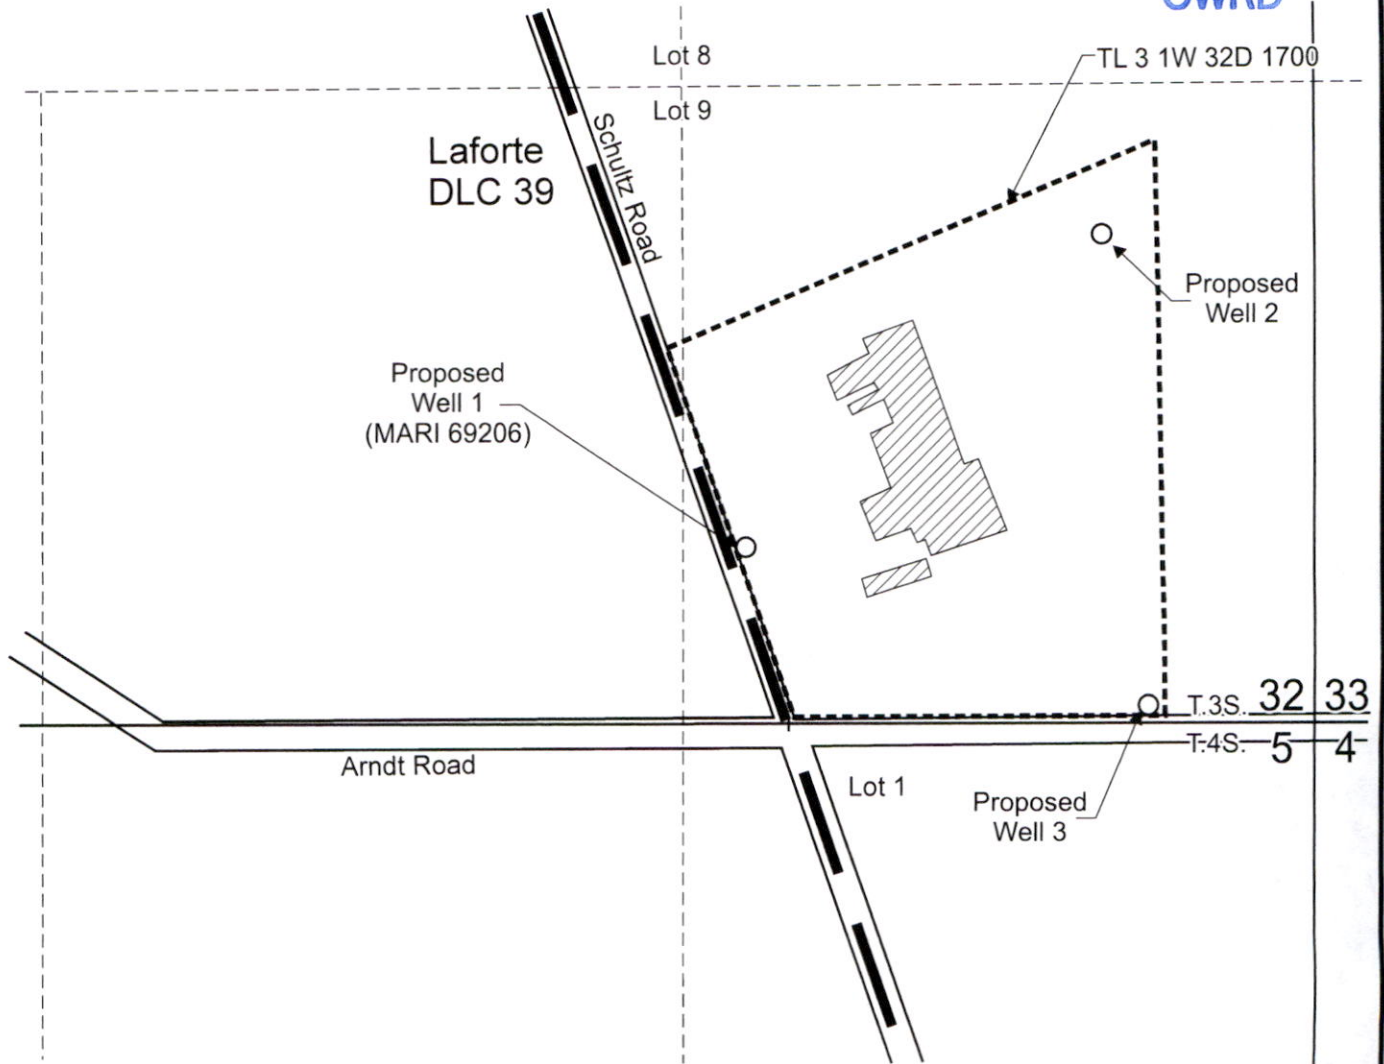 OWRD
Lot 8
TL 3 1W 32D 1700
Lot 9
Schultz Road
Laforte
DLC 39
Proposed
Well 2
Proposed
Well 1
(MARI 69206)
T.3S. 32 33
T.4S. 5 4
Arndt Road
Lot 1
Proposed
Well 3